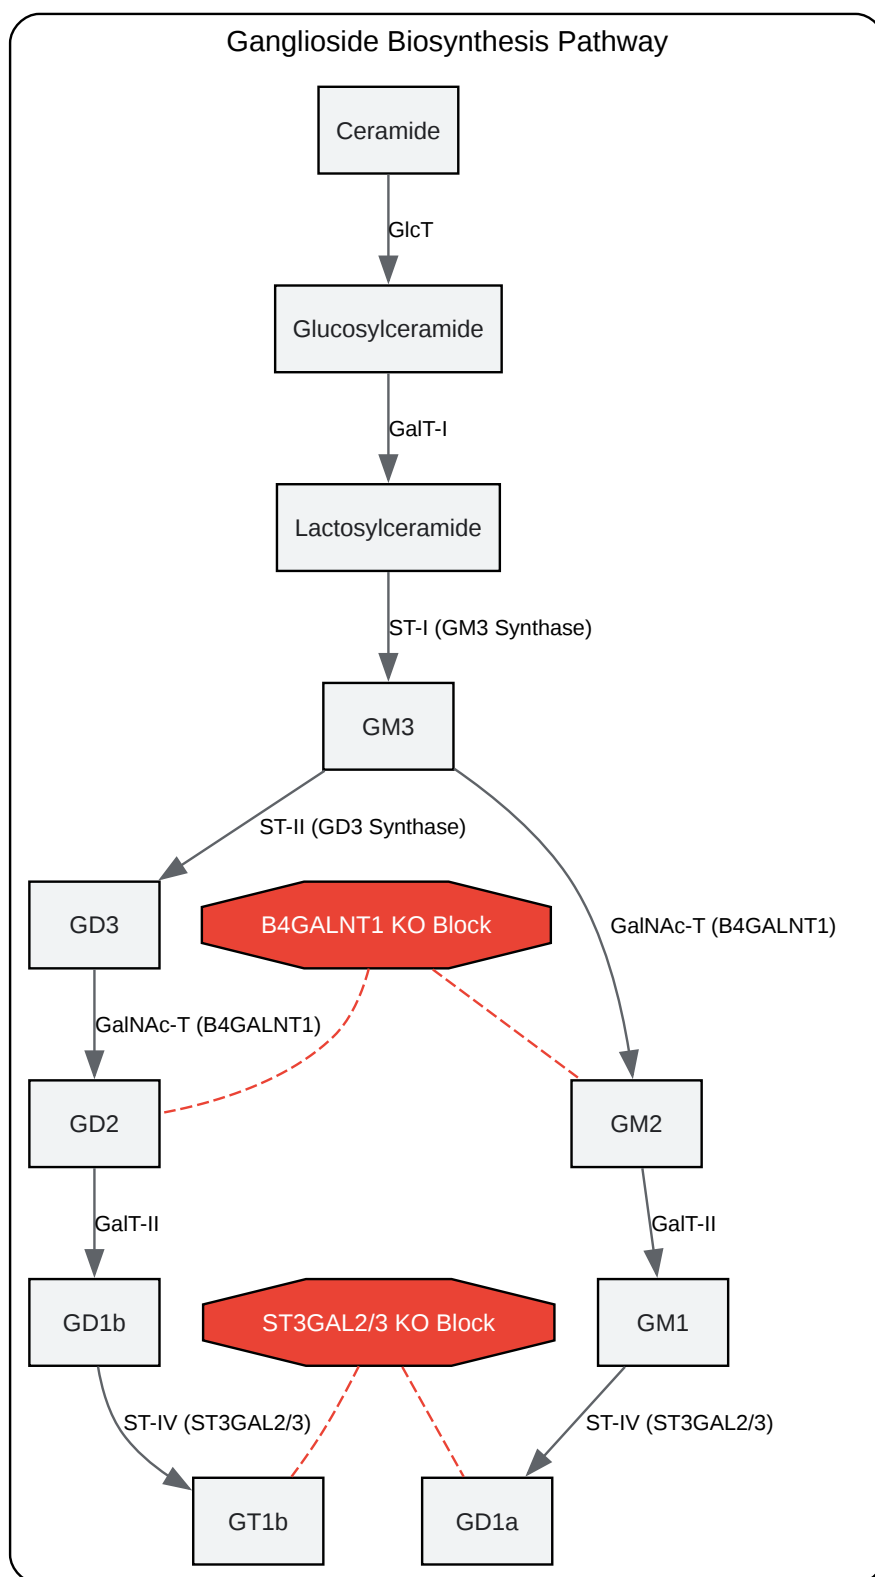 Ganglioside Biosynthesis Pathway
Ceramide
GlcT
Glucosylceramide
GalT-I
Lactosylceramide
ST-I (GM3 Synthase)
GM3
ST-II (GD3 Synthase)
GD3
B4GALNT1 KO Block
GalNAc-T (B4GALNT1)
GalNAc-T (B4GALNT1)
GD2
GM2
GalT-II
GalT-II
GD1b
ST3GAL2/3 KO Block
GM1
ST-IV (ST3GAL2/3)
ST-IV (ST3GAL2/3)
GT1b
GD1a